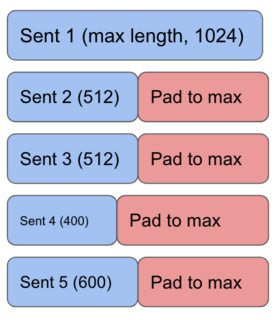 Sent 1 (max length, 1024)
Sent 2 (512) Pad to max
Sent 3 (512) Pad to max
Sent 4 (400) Pad to max
Sent 5 (600) Pad to max